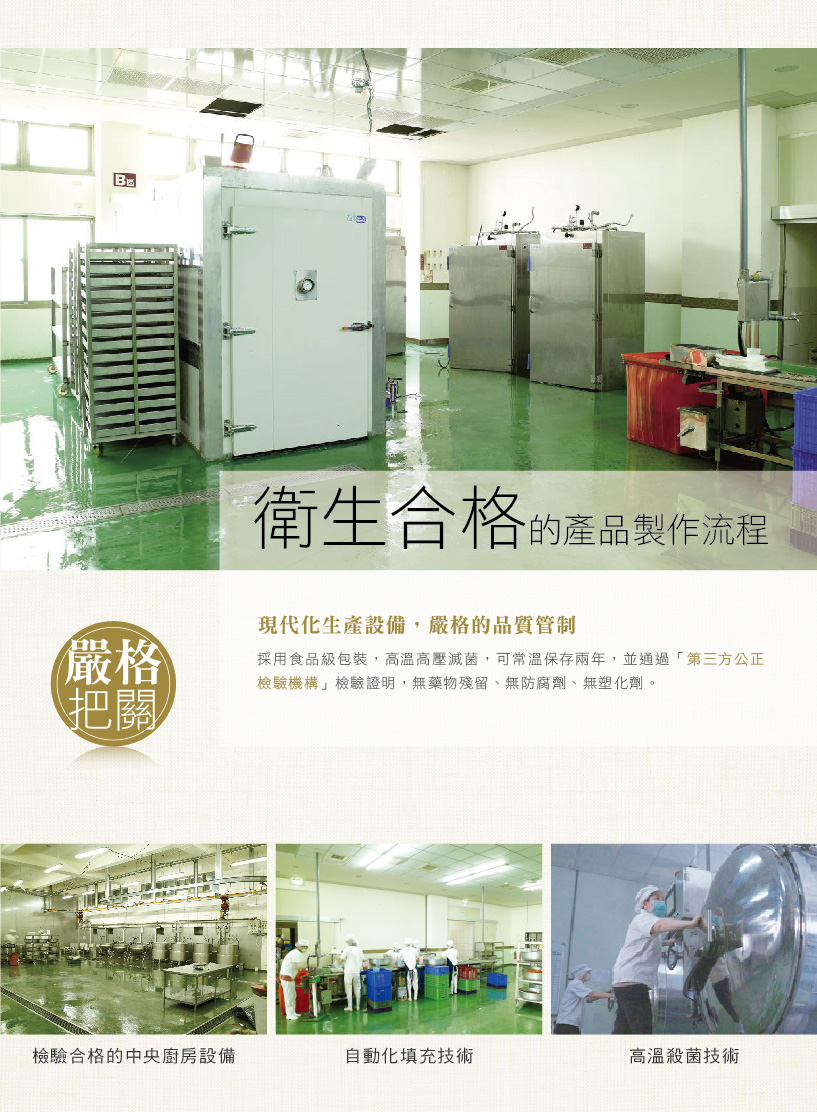 B區
衛生合格的產品製作流程
嚴格
把關
現代化生產設備，嚴格的品質管制
採用食品級包裝，高溫高壓滅菌，可常溫保存兩年，並通過「第三方公正
檢驗機構」檢驗證明，無藥物殘留、無防腐劑、無塑化劑。
檢驗合格的中央廚房設備
自動化填充技術
高溫殺菌技術